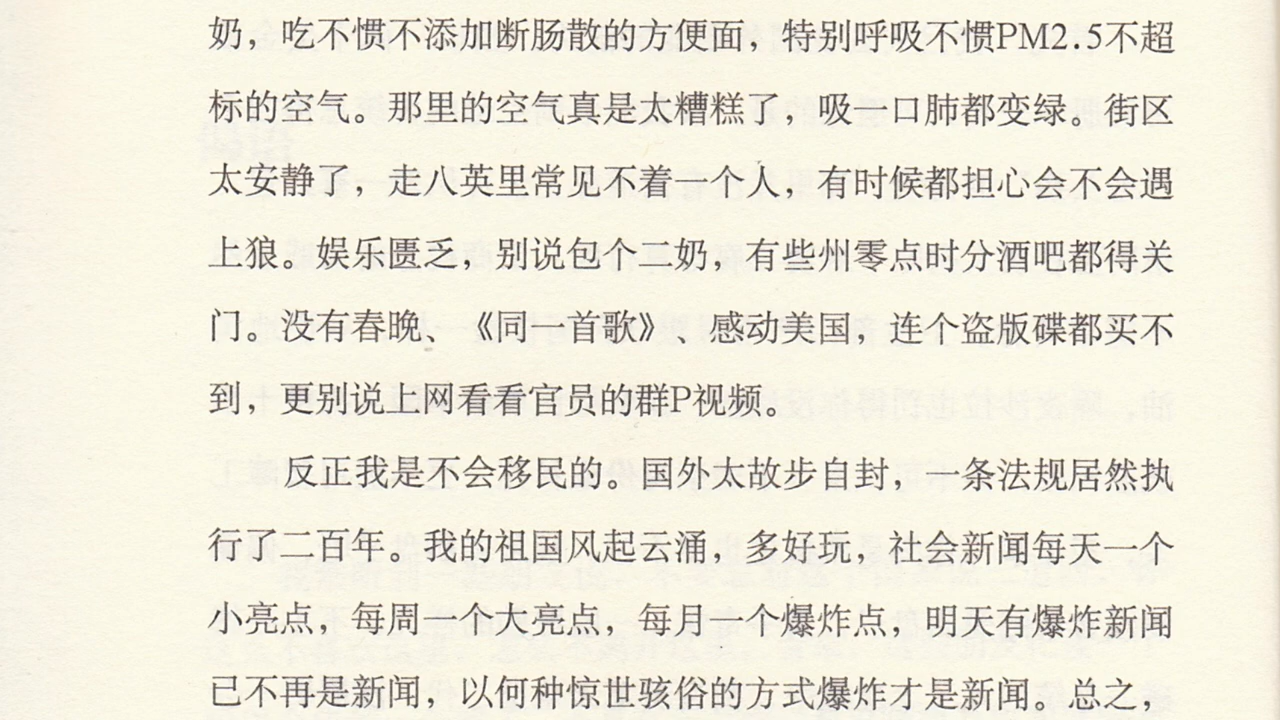 奶，吃不惯不添加断肠散的方便面，特别呼吸不惯PM2.5不超
标的空气。那里的空气真是太糟糕了，吸一口肺都变绿。街区
太安静了，走八英里常见不着一个人，有时候都担心会不会遇
上狼。娱乐匮乏，别说包个二奶，有些州零点时分酒吧都得关
门。没有春晚、《同一首歌》、感动美国，连个盗版碟都买不
到，更别说上网看看官员的群P视频。
反正我是不会移民的。国外太故步自封，一条法规居然执
行了二百年。我的祖国风起云涌，多好玩，社会新闻每天一个
小亮点，每周一个大亮点，每月一个爆炸点，明天有爆炸新闻
已不再是新闻，以何种惊世骇俗的方式爆炸才是新闻。总之，